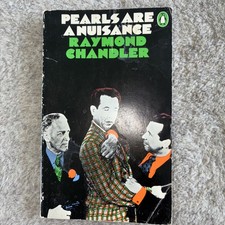 PEARLS ARE
A NUISANCE
RAYMOND
CHANDLER